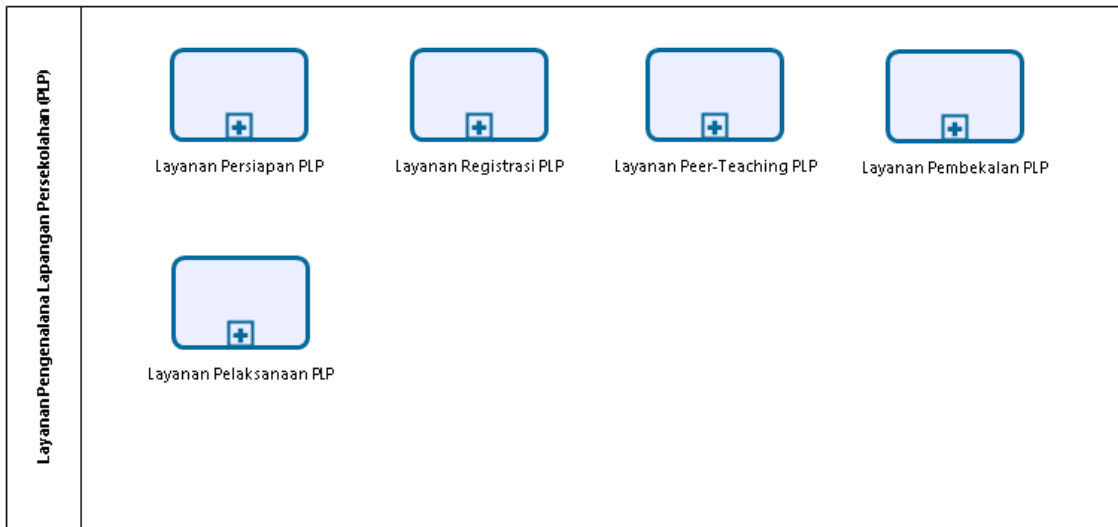 Layanan Pengenalana Lapangan Persekolahan (PLP)
Layanan Persiapan PLP
Layanan Registrasi PLP
Layanan Peer-Teaching PLP
Layanan Pembekalan PLP
Layanan Pelaksanaan PLP